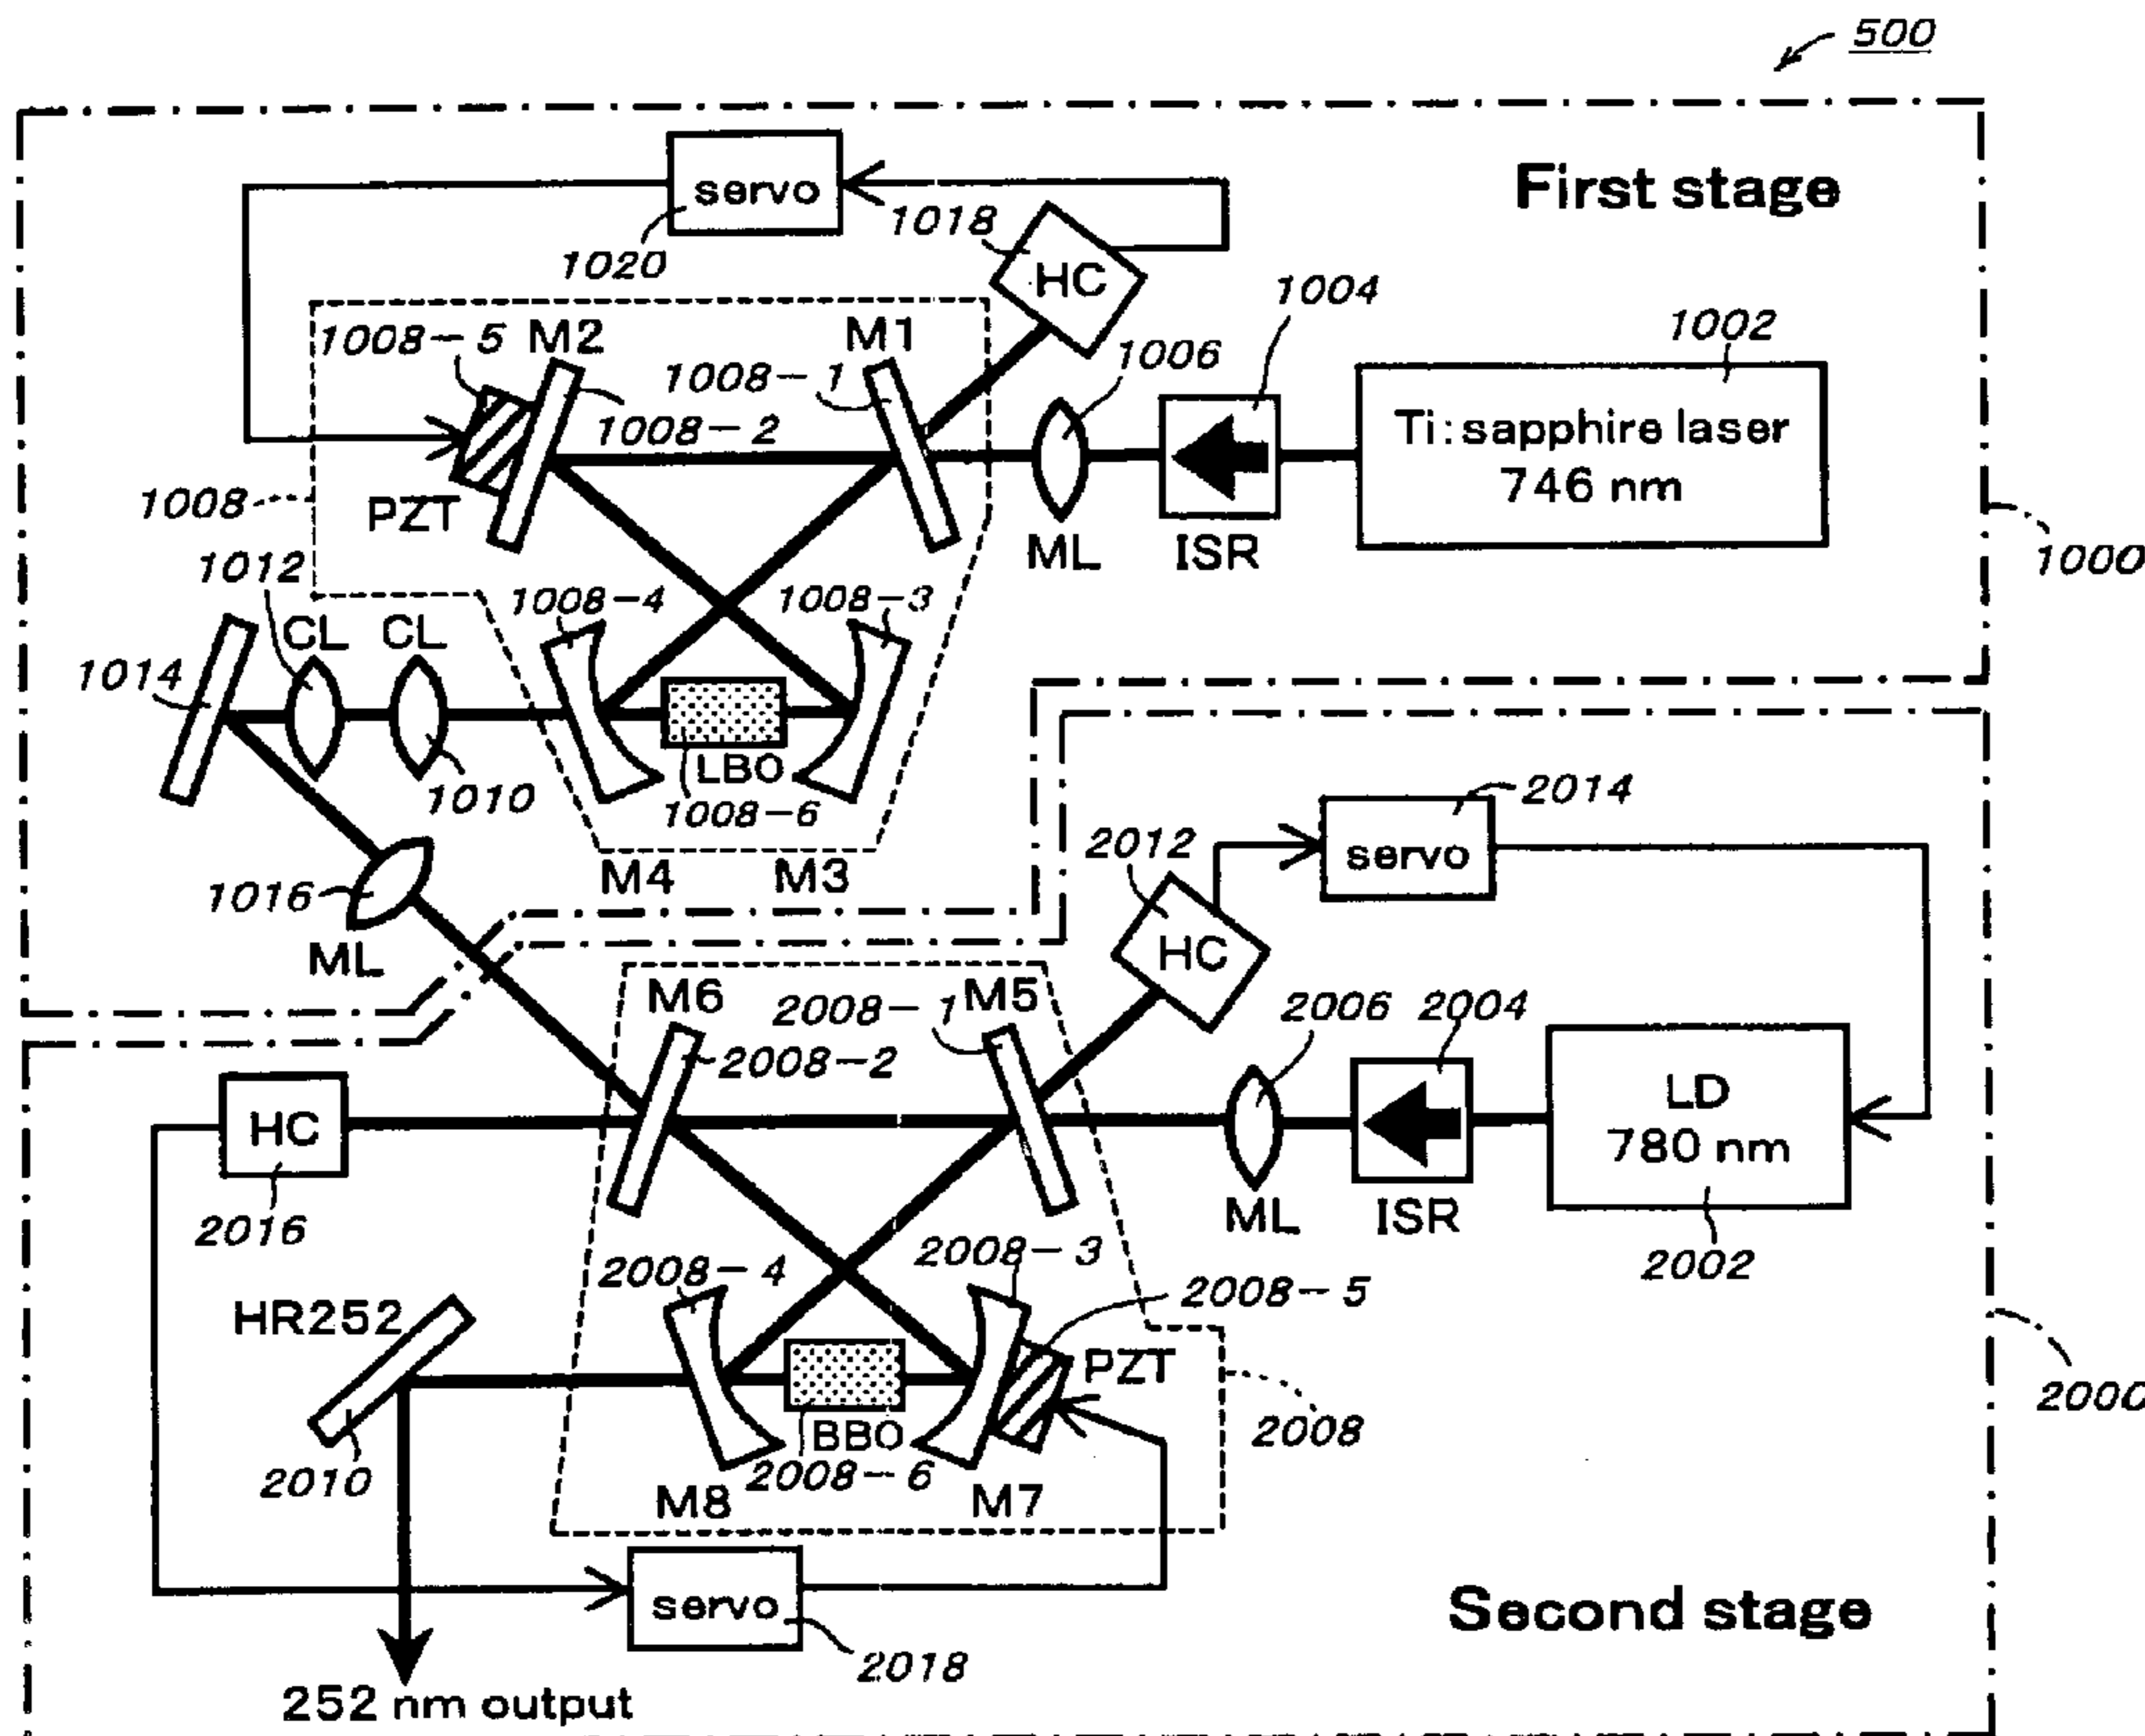 500
First stage
servo
1018
HC
1020
1004
1002
1008-5
M2
M1
1008-1
1006
1008-2
Ti:sapphire laser
746 nm
1008
PZT
ML
ISR
1000
1012
1008-4
1008-3
CL
CL
1014
LBO
1010
1008-6
2014
2012
servo
1016
M4
M3
HC
ML
M6
2008-1
M5
2006
2004
2008-2
LD
780 nm
HC
2016
ML
ISR
2008-3
2008-4
2002
2008-5
HR252
PZT
2000
BBO
2008
2010
2008-6
M8
M7
servo
Second stage
2018
252 nm output